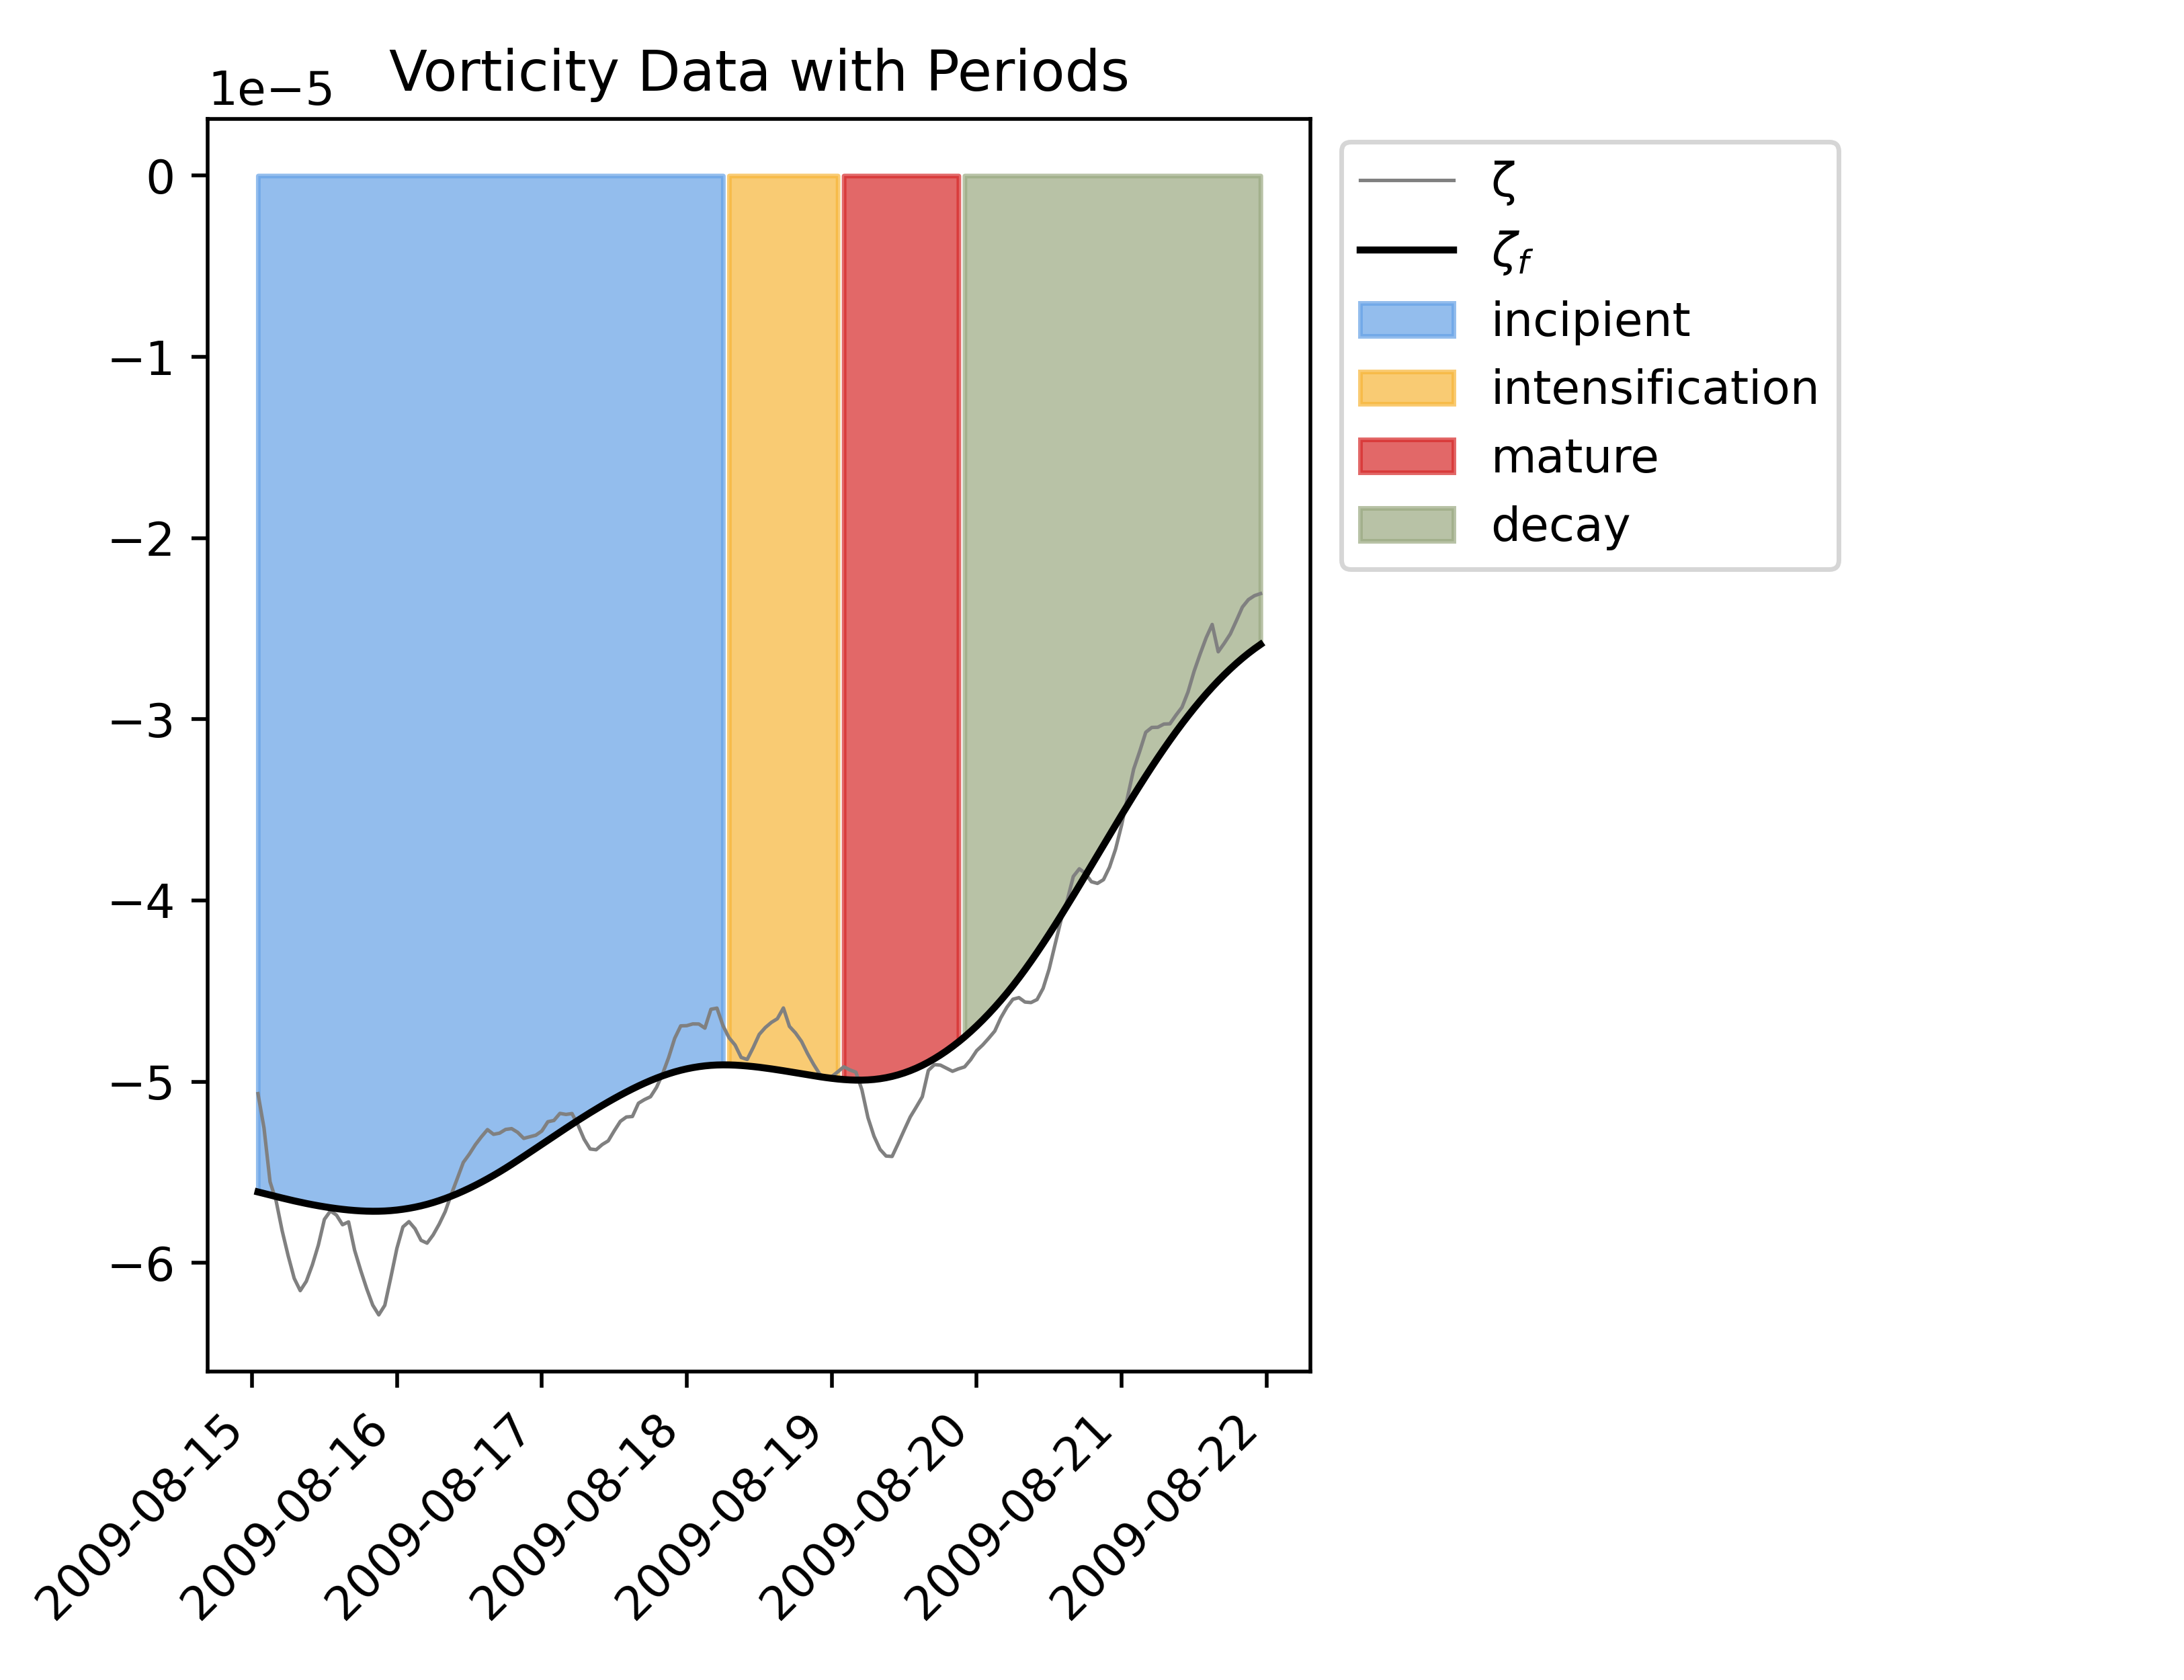 Vorticity Data with Periods
1e−5
0
−1
−2
−3
−4
−5
−6
2009-08-15
2009-08-16
2009-08-17
2009-08-18
2009-08-19
2009-08-20
2009-08-21
2009-08-22
ζ
ζf
incipient
intensification
mature
decay